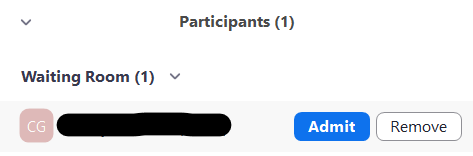 Participants (1)
Waiting Room (1)
CG Admit Remove